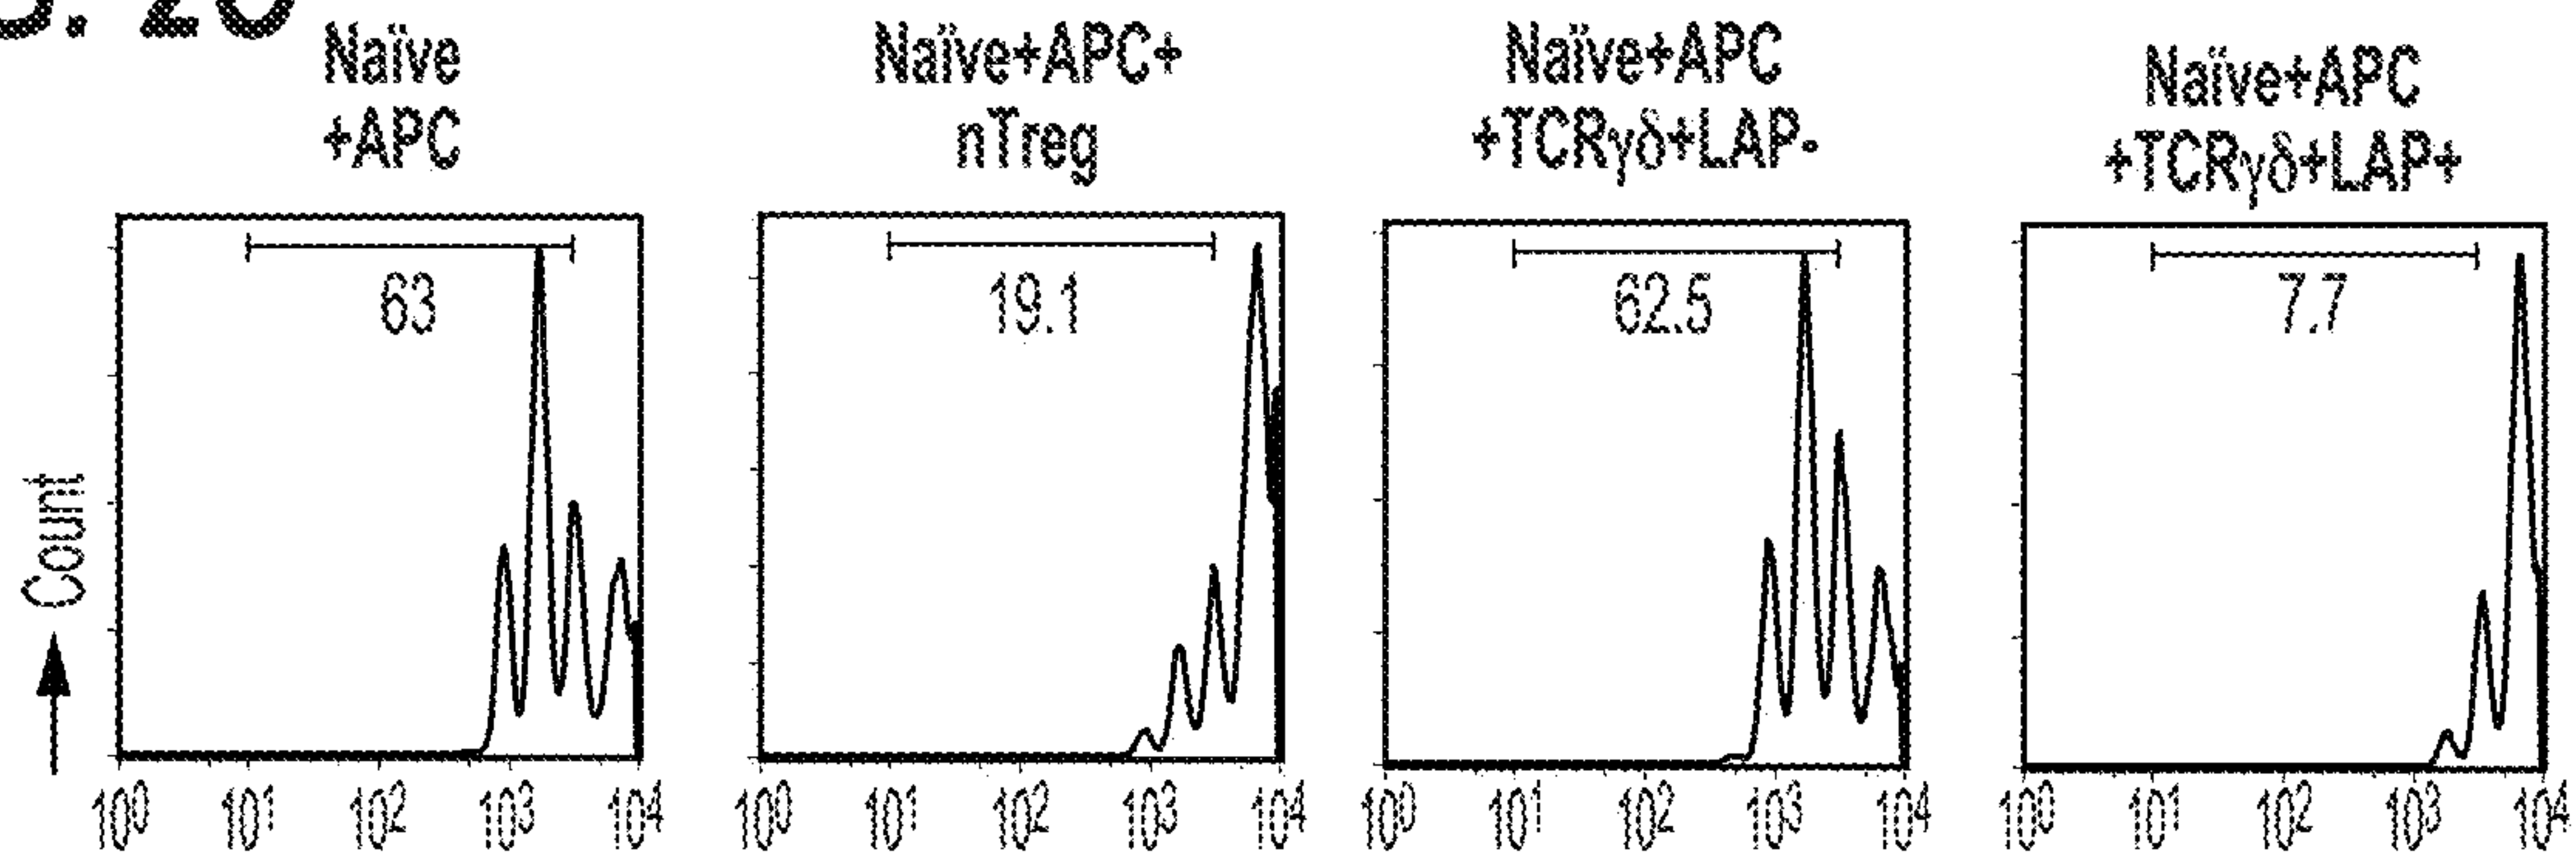 Naïve
+APC
Naïve+APC+
nTreg
Naïve+APC
+TCRγδ+LAP-
Naïve+APC
+TCRγδ+LAP+
63
19.1
62.5
7.7
Count
10⁰ 10¹ 10² 10³ 10⁴
10⁰ 10¹ 10² 10³ 10⁴
10⁰ 10¹ 10² 10³ 10⁴
10⁰ 10¹ 10² 10³ 10⁴